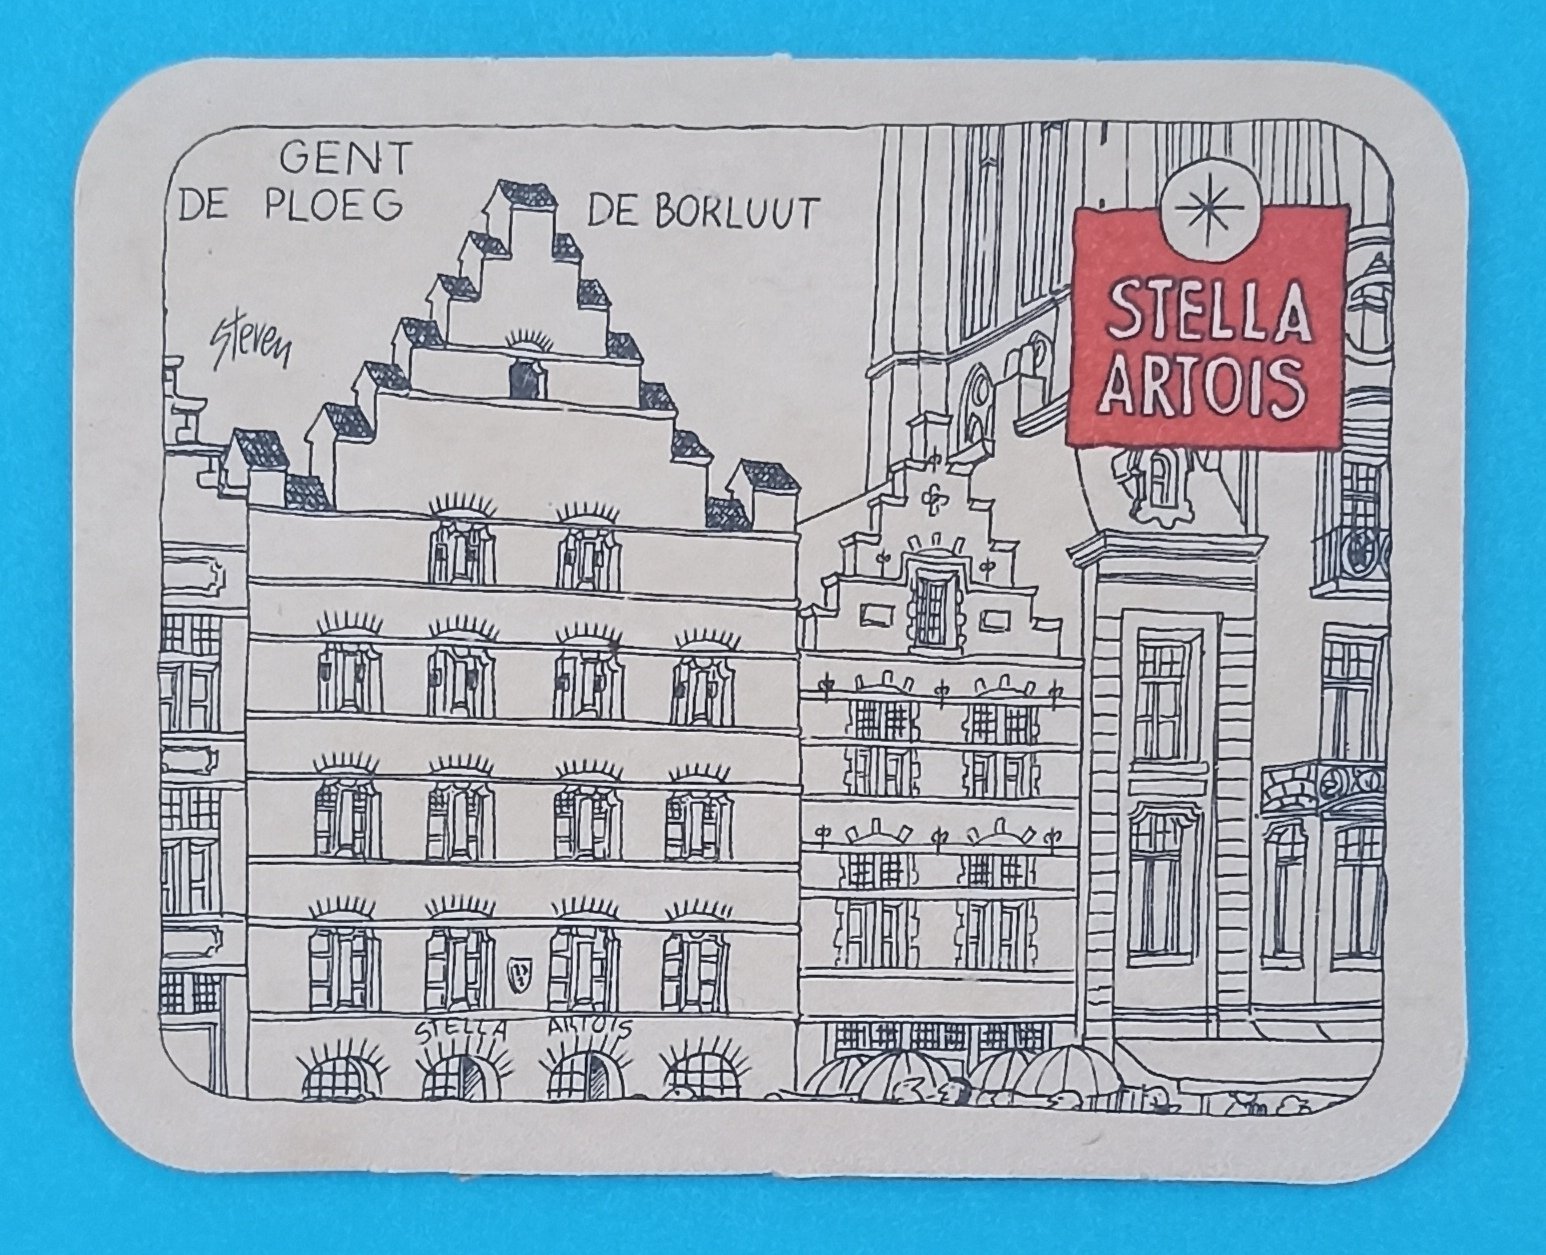 GENT
DE PLOEG
DE BORLUUT
Steven
STELLA
ARTOIS
STELLA ARTOIS